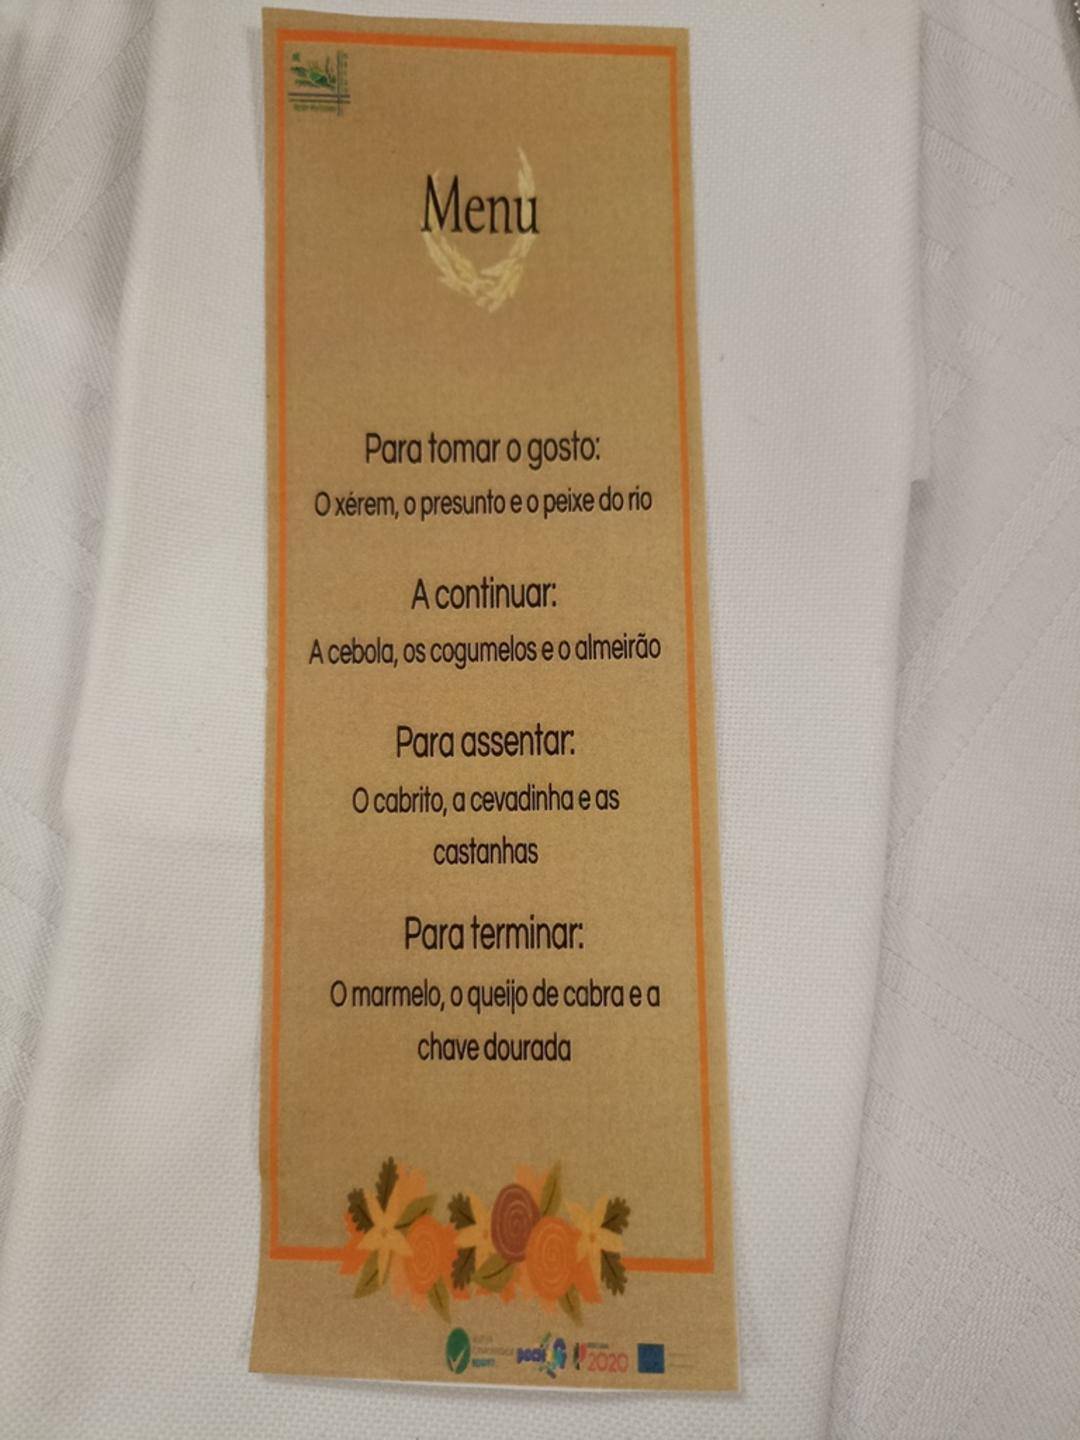 Menu
Para tomar o gosto:
O xérem, o presunto e o peixe do rio
A continuar:
A cebola, os cogumelos e o almeirão
Para assentar:
O cabrito, a cevadinha e as
castanhas
Para terminar:
O marmelo, o queijo de cabra e a
chave dourada
2020